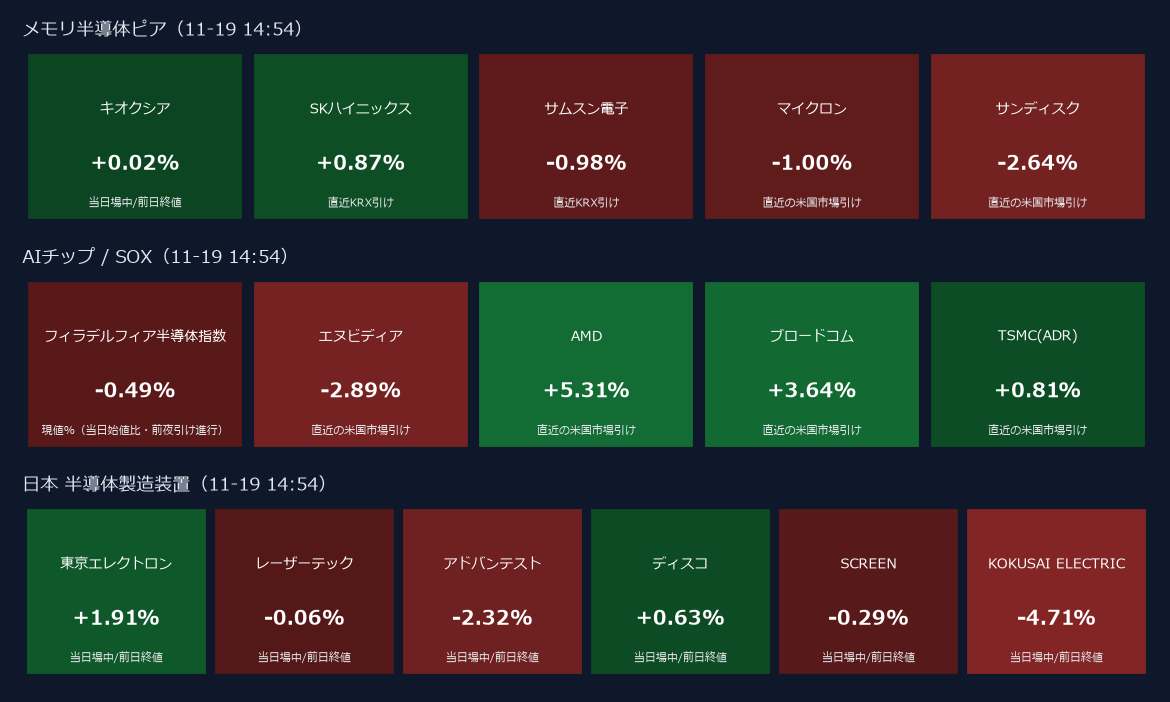 メモリ半導体ピア（11-19 14:54）
キオクシア
+0.02%
当日場中/前日終値
SKハイニックス
+0.87%
直近KRX引け
サムスン電子
-0.98%
直近KRX引け
マイクロン
-1.00%
直近の米国市場引け
サンディスク
-2.64%
直近の米国市場引け
AIチップ / SOX（11-19 14:54）
フィラデルフィア半導体指数
-0.49%
現値%（当日始値比・前夜引け進行）
エヌビディア
-2.89%
直近の米国市場引け
AMD
+5.31%
直近の米国市場引け
ブロードコム
+3.64%
直近の米国市場引け
TSMC(ADR)
+0.81%
直近の米国市場引け
日本 半導体製造装置（11-19 14:54）
東京エレクトロン
+1.91%
当日場中/前日終値
レーザーテック
-0.06%
当日場中/前日終値
アドバンテスト
-2.32%
当日場中/前日終値
ディスコ
+0.63%
当日場中/前日終値
SCREEN
-0.29%
当日場中/前日終値
KOKUSAI ELECTRIC
-4.71%
当日場中/前日終値